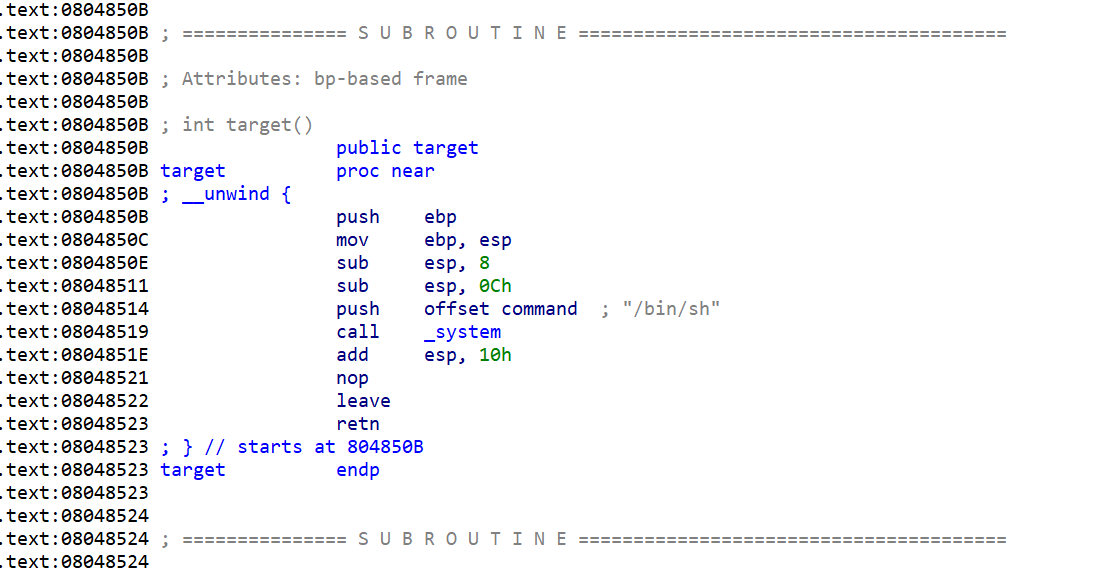 .text:0804850B
.text:0804850B ; =============== S U B R O U T I N E =======================================
.text:0804850B
.text:0804850B ; Attributes: bp-based frame
.text:0804850B
.text:0804850B ; int target()
.text:0804850B                 public target
.text:0804850B target          proc near
.text:0804850B ; __unwind {
.text:0804850B                 push    ebp
.text:0804850C                 mov     ebp, esp
.text:0804850E                 sub     esp, 8
.text:08048511                 sub     esp, 0Ch
.text:08048514                 push    offset command  ; "/bin/sh"
.text:08048519                 call    _system
.text:0804851E                 add     esp, 10h
.text:08048521                 nop
.text:08048522                 leave
.text:08048523                 retn
.text:08048523 ; } // starts at 804850B
.text:08048523 target          endp
.text:08048523
.text:08048524
.text:08048524 ; =============== S U B R O U T I N E =======================================
.text:08048524